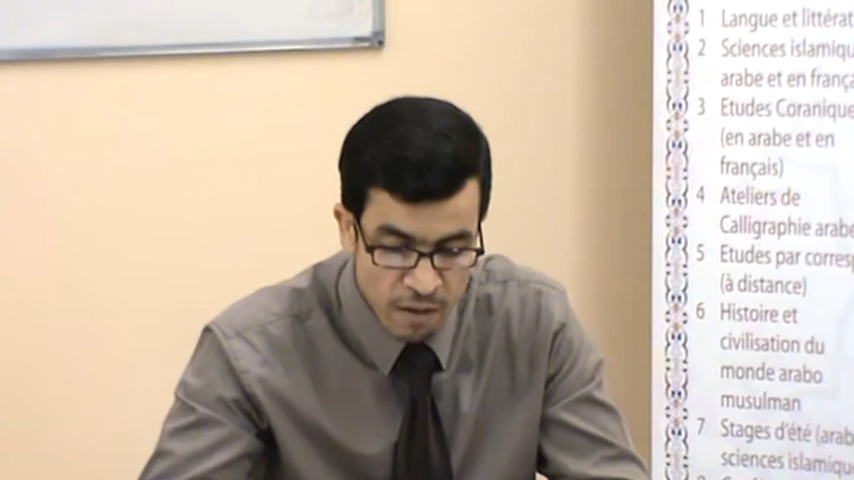 1 Langue et littérat
2 Sciences islamiqu
arabe et en frança
3 Etudes Coranique
(en arabe et en
français)
4 Ateliers de
Calligraphie arabe
5 Etudes par corresp
(à distance)
6 Histoire et
civilisation du
monde arabo
musulman
7 Stages d'été (arab
sciences islamique